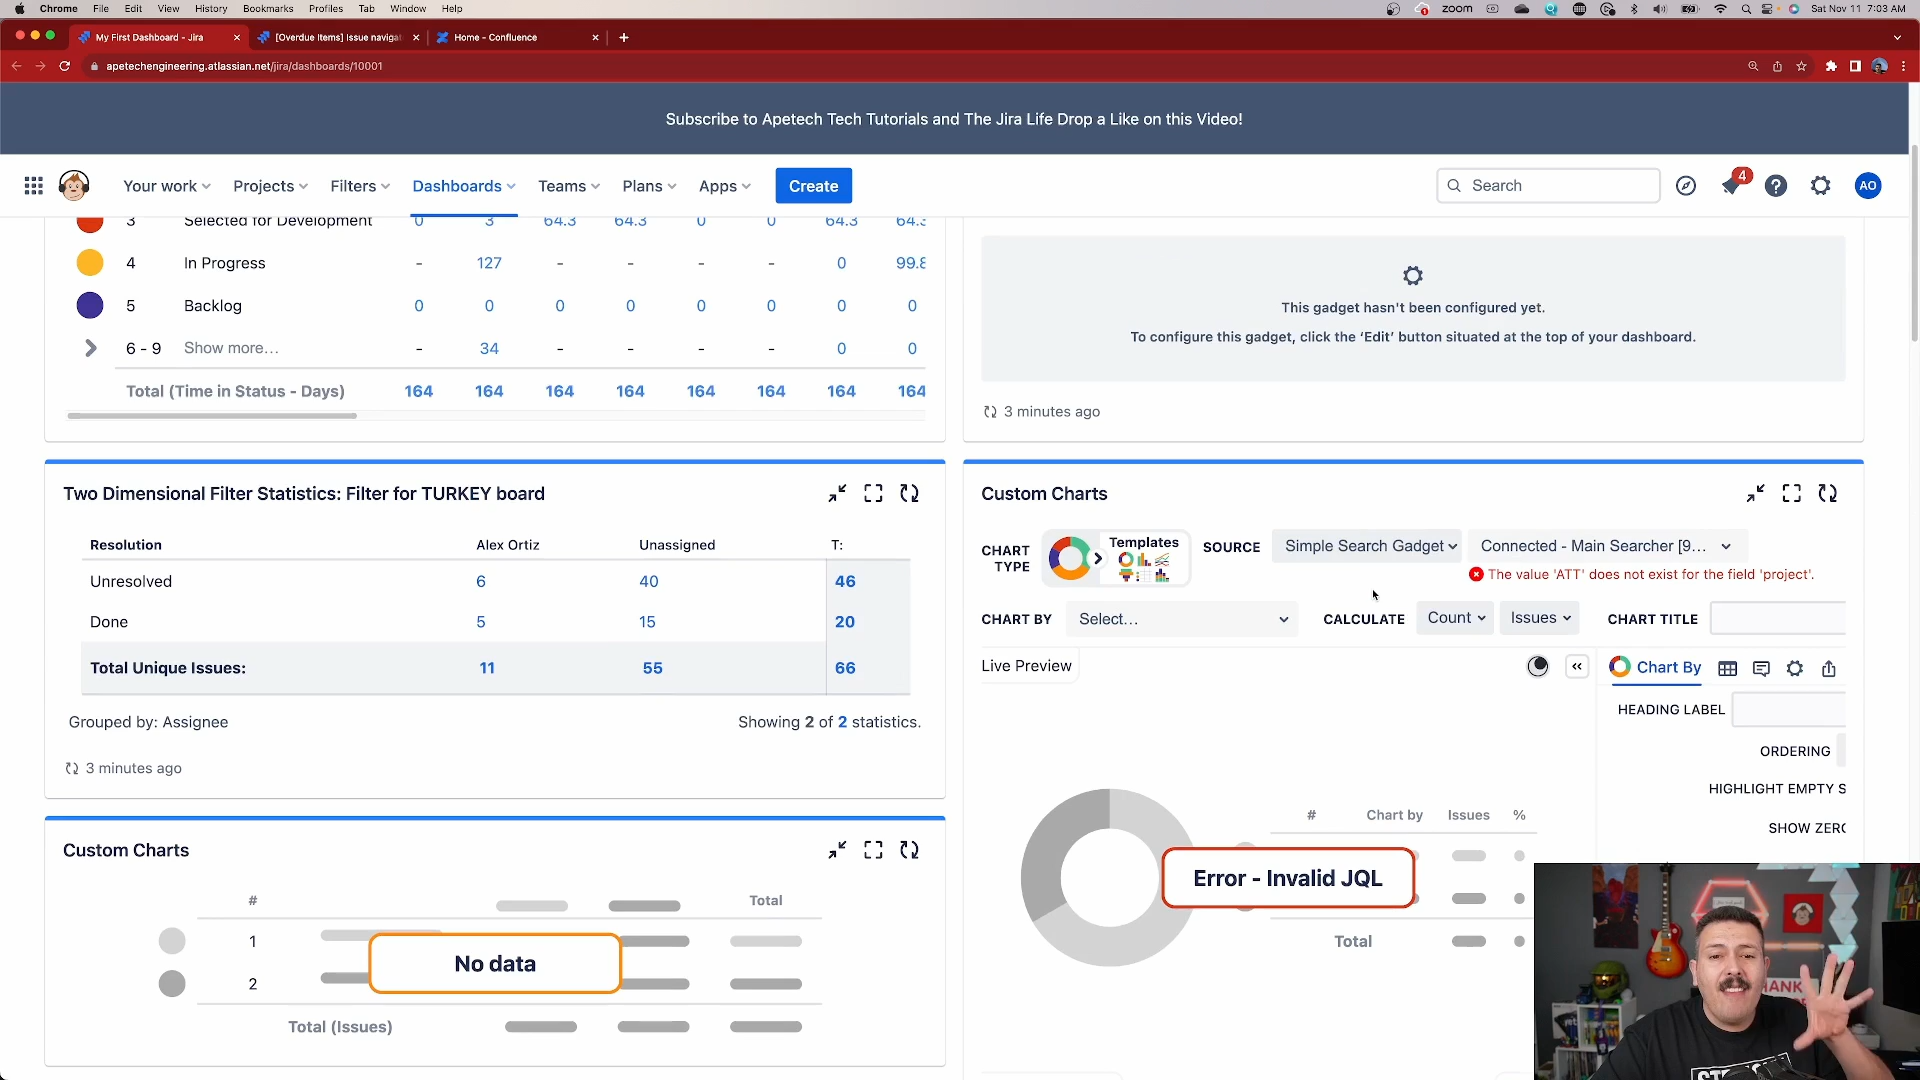 Chrome File Edit View History Bookmarks Profiles Tab Window Help
zoom
Sat Nov 11 7:03 AM
My First Dashboard - Jira
[Overdue Items] Issue navigat
Home - Confluence
apetechengineering.atlassian.net/jira/dashboards/10001
Subscribe to Apetech Tech Tutorials and The Jira Life Drop a Like on this Video!
Your work Projects Filters Dashboards Teams Plans Apps Create
Search
4
AO
3 Selected for Development 0 3 64.3 64.3 0 0 64.3 64.3
4 In Progress - 127 - - - - 0 99.8
5 Backlog 0 0 0 0 0 0 0 0
6 - 9 Show more... - 34 - - - - 0 0
Total (Time in Status - Days) 164 164 164 164 164 164 164 164
This gadget hasn't been configured yet.
To configure this gadget, click the ‘Edit’ button situated at the top of your dashboard.
3 minutes ago
Two Dimensional Filter Statistics: Filter for TURKEY board
Resolution Alex Ortiz Unassigned T:
Unresolved 6 40 46
Done 5 15 20
Total Unique Issues: 11 55 66
Grouped by: Assignee
Showing 2 of 2 statistics.
3 minutes ago
Custom Charts
CHART TYPE
Templates
SOURCE
Simple Search Gadget
Connected - Main Searcher [9...
The value 'ATT' does not exist for the field 'project'.
CHART BY
Select...
CALCULATE
Count
Issues
CHART TITLE
Live Preview
Chart By
HEADING LABEL
ORDERING
HIGHLIGHT EMPTY S
SHOW ZERO
# Chart by Issues %
Error - Invalid JQL
Total
Custom Charts
# Total
1
No data
2
Total (Issues)